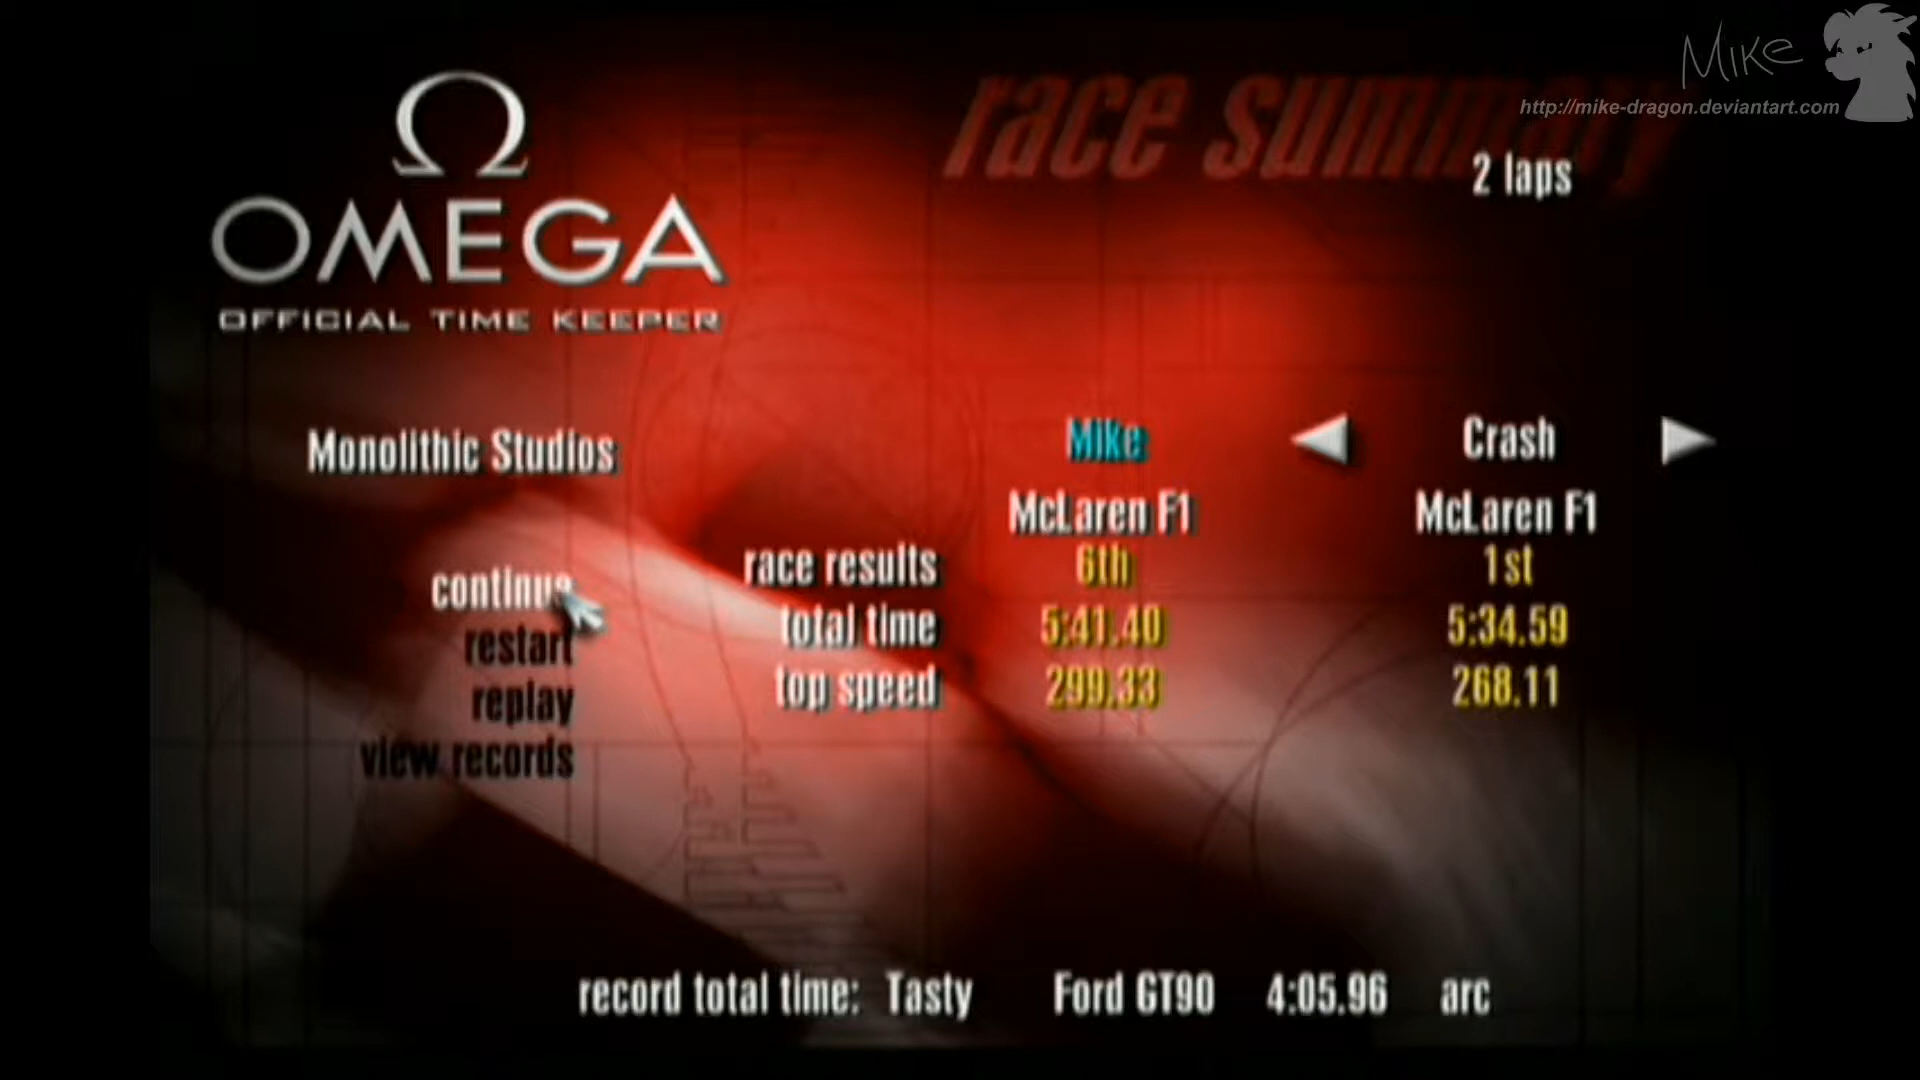 Mike
http://mike-dragon.deviantart.com
race summary
2 laps
Ω
OMEGA
OFFICIAL TIME KEEPER
Monolithic Studios
Mike
Crash
McLaren F1
McLaren F1
continue
restart
replay
view records
race results 6th 1st
total time 5:41.40 5:34.59
top speed 299.33 268.11
record total time: Tasty Ford GT90 4:05.96 arc